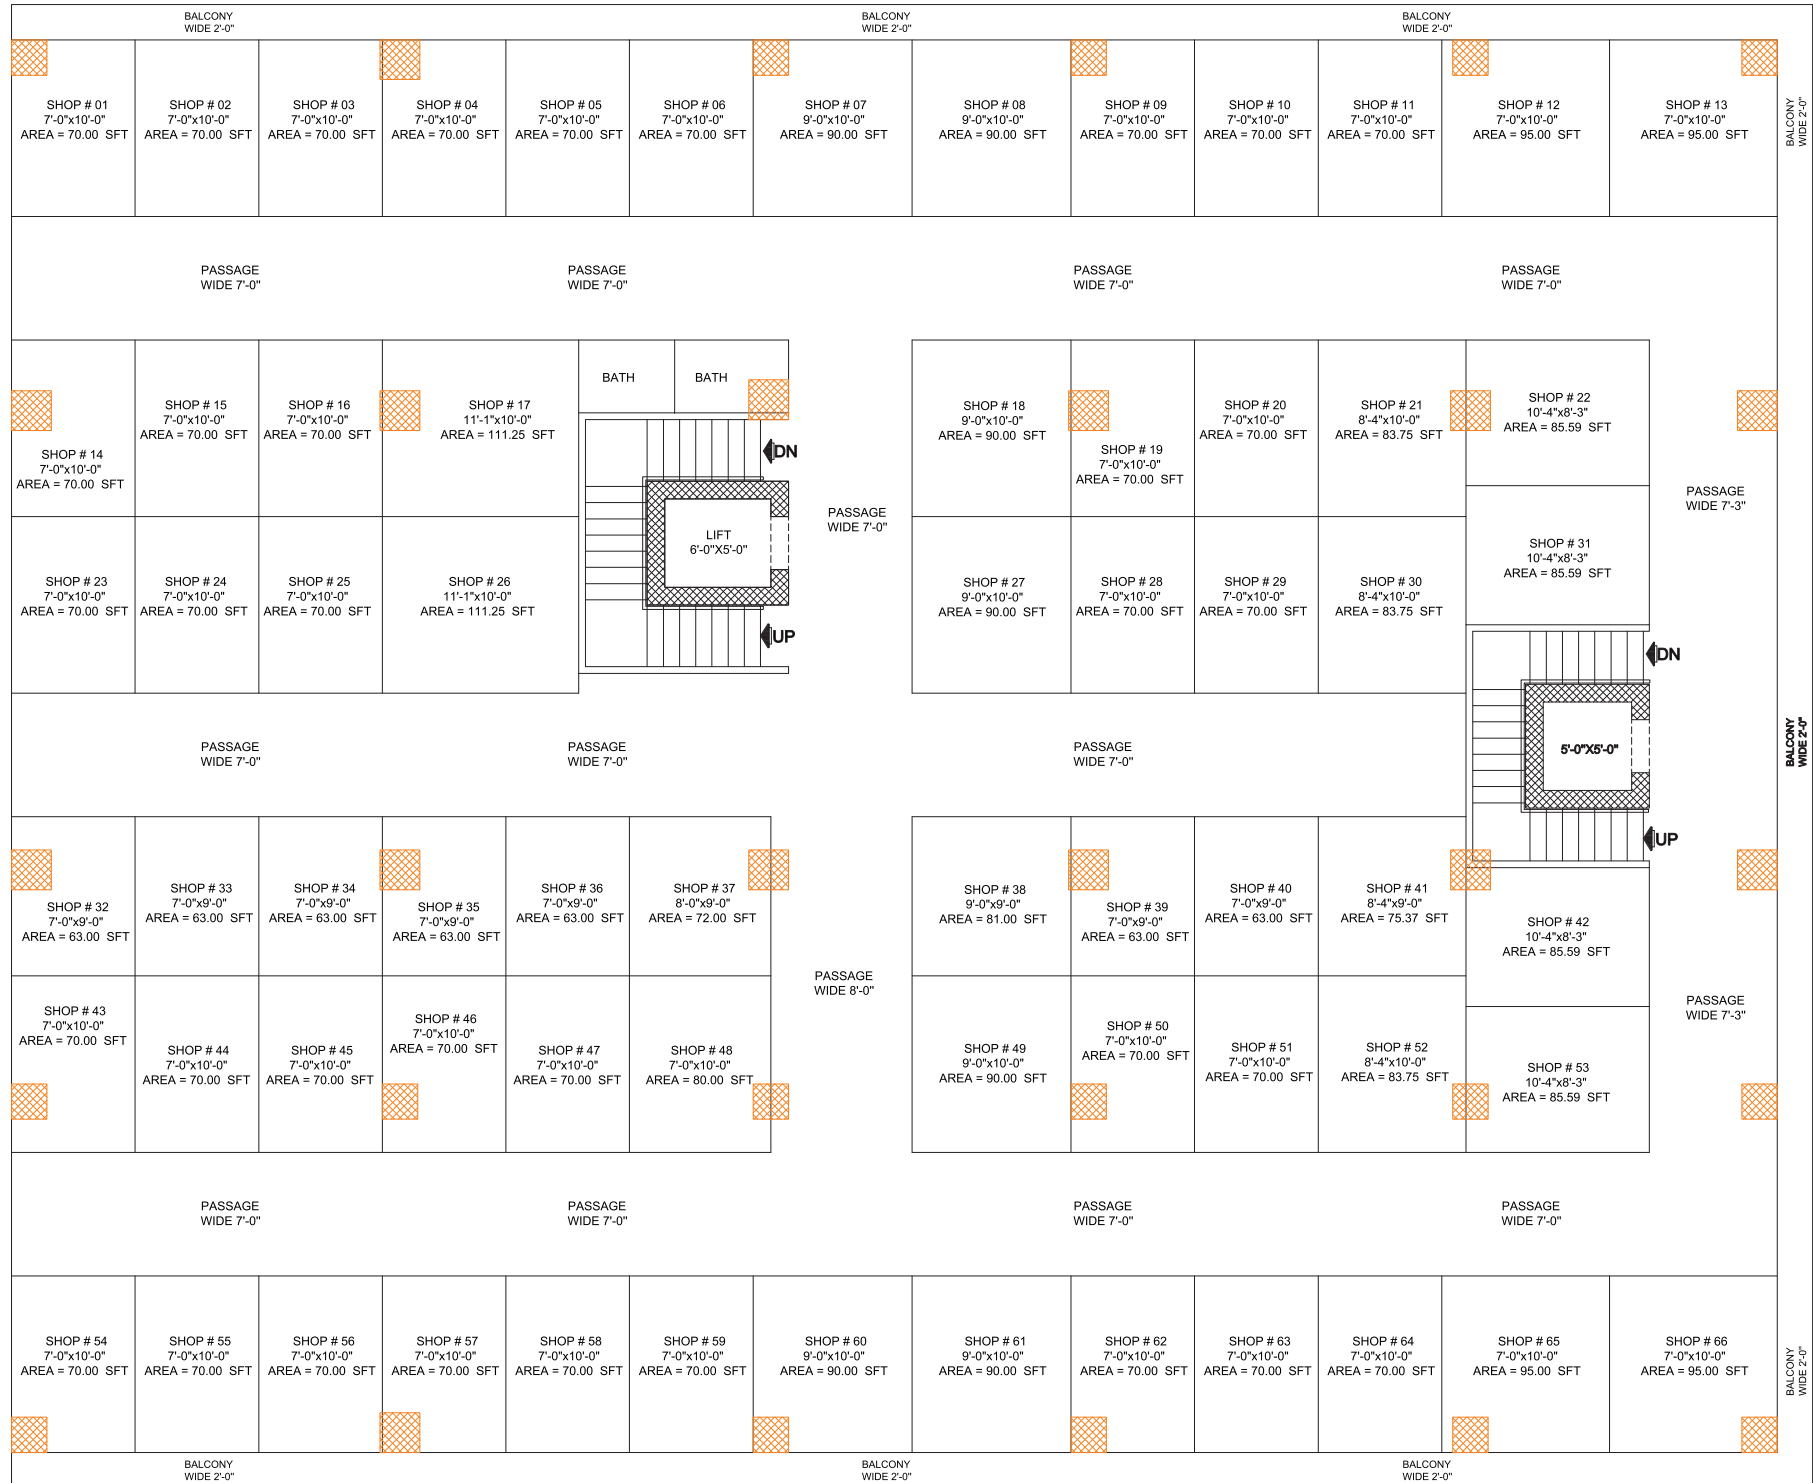 BALCONY
WIDE 2'-0"
BALCONY
WIDE 2'-0"
BALCONY
WIDE 2'-0"
SHOP # 01
7'-0"x10'-0"
AREA = 70.00 SFT
SHOP # 02
7'-0"x10'-0"
AREA = 70.00 SFT
SHOP # 03
7'-0"x10'-0"
AREA = 70.00 SFT
SHOP # 04
7'-0"x10'-0"
AREA = 70.00 SFT
SHOP # 05
7'-0"x10'-0"
AREA = 70.00 SFT
SHOP # 06
7'-0"x10'-0"
AREA = 70.00 SFT
SHOP # 07
9'-0"x10'-0"
AREA = 90.00 SFT
SHOP # 08
9'-0"x10'-0"
AREA = 90.00 SFT
SHOP # 09
7'-0"x10'-0"
AREA = 70.00 SFT
SHOP # 10
7'-0"x10'-0"
AREA = 70.00 SFT
SHOP # 11
7'-0"x10'-0"
AREA = 70.00 SFT
SHOP # 12
7'-0"x10'-0"
AREA = 95.00 SFT
SHOP # 13
7'-0"x10'-0"
AREA = 95.00 SFT
BALCONY
WIDE 2'-0"
PASSAGE
WIDE 7'-0"
PASSAGE
WIDE 7'-0"
PASSAGE
WIDE 7'-0"
PASSAGE
WIDE 7'-0"
SHOP # 14
7'-0"x10'-0"
AREA = 70.00 SFT
SHOP # 15
7'-0"x10'-0"
AREA = 70.00 SFT
SHOP # 16
7'-0"x10'-0"
AREA = 70.00 SFT
SHOP # 17
11'-1"x10'-0"
AREA = 111.25 SFT
BATH
BATH
DN
SHOP # 18
9'-0"x10'-0"
AREA = 90.00 SFT
SHOP # 19
7'-0"x10'-0"
AREA = 70.00 SFT
SHOP # 20
7'-0"x10'-0"
AREA = 70.00 SFT
SHOP # 21
8'-4"x10'-0"
AREA = 83.75 SFT
SHOP # 22
10'-4"x8'-3"
AREA = 85.59 SFT
PASSAGE
WIDE 7'-3"
PASSAGE
WIDE 7'-0"
LIFT
6'-0"X5'-0"
SHOP # 31
10'-4"x8'-3"
AREA = 85.59 SFT
SHOP # 23
7'-0"x10'-0"
AREA = 70.00 SFT
SHOP # 24
7'-0"x10'-0"
AREA = 70.00 SFT
SHOP # 25
7'-0"x10'-0"
AREA = 70.00 SFT
SHOP # 26
11'-1"x10'-0"
AREA = 111.25 SFT
UP
SHOP # 27
9'-0"x10'-0"
AREA = 90.00 SFT
SHOP # 28
7'-0"x10'-0"
AREA = 70.00 SFT
SHOP # 29
7'-0"x10'-0"
AREA = 70.00 SFT
SHOP # 30
8'-4"x10'-0"
AREA = 83.75 SFT
DN
PASSAGE
WIDE 7'-0"
PASSAGE
WIDE 7'-0"
PASSAGE
WIDE 7'-0"
5'-0"X5'-0"
BALCONY
WIDE 2'-0"
UP
SHOP # 32
7'-0"x9'-0"
AREA = 63.00 SFT
SHOP # 33
7'-0"x9'-0"
AREA = 63.00 SFT
SHOP # 34
7'-0"x9'-0"
AREA = 63.00 SFT
SHOP # 35
7'-0"x9'-0"
AREA = 63.00 SFT
SHOP # 36
7'-0"x9'-0"
AREA = 63.00 SFT
SHOP # 37
8'-0"x9'-0"
AREA = 72.00 SFT
SHOP # 38
9'-0"x9'-0"
AREA = 81.00 SFT
SHOP # 39
7'-0"x9'-0"
AREA = 63.00 SFT
SHOP # 40
7'-0"x9'-0"
AREA = 63.00 SFT
SHOP # 41
8'-4"x9'-0"
AREA = 75.37 SFT
SHOP # 42
10'-4"x8'-3"
AREA = 85.59 SFT
PASSAGE
WIDE 8'-0"
PASSAGE
WIDE 7'-3"
SHOP # 43
7'-0"x10'-0"
AREA = 70.00 SFT
SHOP # 44
7'-0"x10'-0"
AREA = 70.00 SFT
SHOP # 45
7'-0"x10'-0"
AREA = 70.00 SFT
SHOP # 46
7'-0"x10'-0"
AREA = 70.00 SFT
SHOP # 47
7'-0"x10'-0"
AREA = 70.00 SFT
SHOP # 48
7'-0"x10'-0"
AREA = 80.00 SFT
SHOP # 49
9'-0"x10'-0"
AREA = 90.00 SFT
SHOP # 50
7'-0"x10'-0"
AREA = 70.00 SFT
SHOP # 51
7'-0"x10'-0"
AREA = 70.00 SFT
SHOP # 52
8'-4"x10'-0"
AREA = 83.75 SFT
SHOP # 53
10'-4"x8'-3"
AREA = 85.59 SFT
PASSAGE
WIDE 7'-0"
PASSAGE
WIDE 7'-0"
PASSAGE
WIDE 7'-0"
PASSAGE
WIDE 7'-0"
SHOP # 54
7'-0"x10'-0"
AREA = 70.00 SFT
SHOP # 55
7'-0"x10'-0"
AREA = 70.00 SFT
SHOP # 56
7'-0"x10'-0"
AREA = 70.00 SFT
SHOP # 57
7'-0"x10'-0"
AREA = 70.00 SFT
SHOP # 58
7'-0"x10'-0"
AREA = 70.00 SFT
SHOP # 59
7'-0"x10'-0"
AREA = 70.00 SFT
SHOP # 60
9'-0"x10'-0"
AREA = 90.00 SFT
SHOP # 61
9'-0"x10'-0"
AREA = 90.00 SFT
SHOP # 62
7'-0"x10'-0"
AREA = 70.00 SFT
SHOP # 63
7'-0"x10'-0"
AREA = 70.00 SFT
SHOP # 64
7'-0"x10'-0"
AREA = 70.00 SFT
SHOP # 65
7'-0"x10'-0"
AREA = 95.00 SFT
SHOP # 66
7'-0"x10'-0"
AREA = 95.00 SFT
BALCONY
WIDE 2'-0"
BALCONY
WIDE 2'-0"
BALCONY
WIDE 2'-0"
BALCONY
WIDE 2'-0"